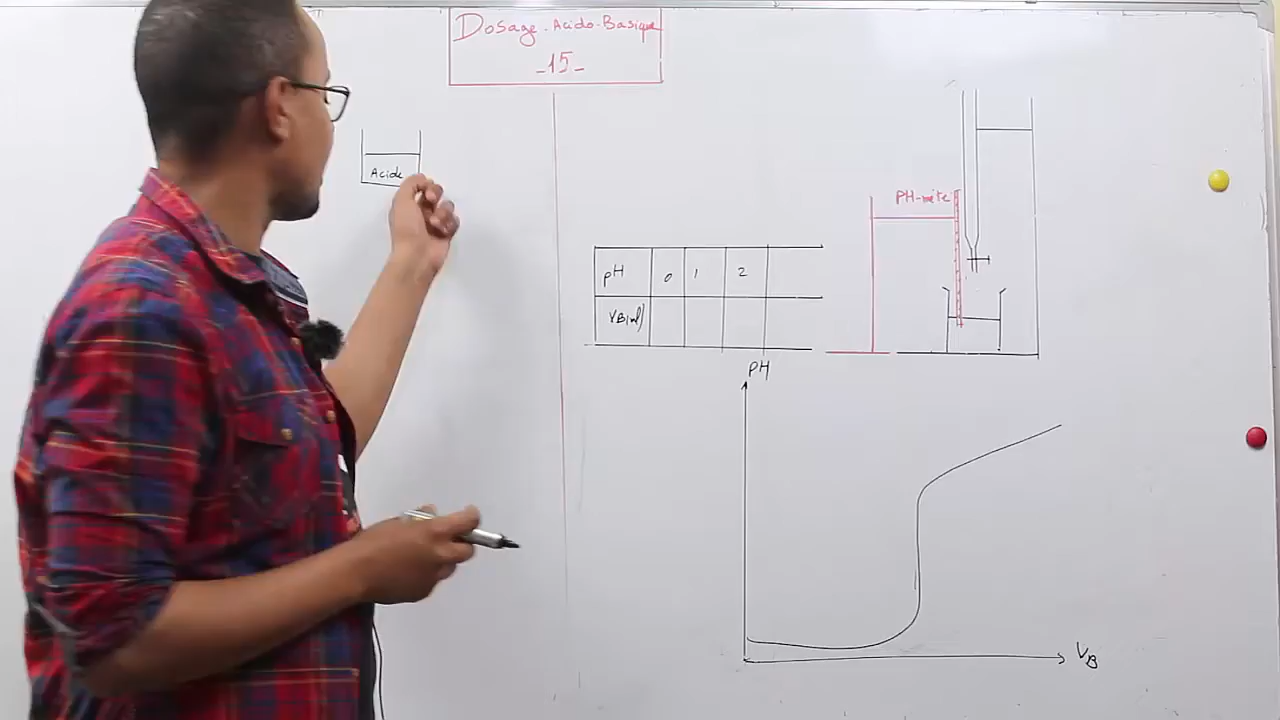 Dosage - Acido-Basique
-15-
Acide
PH-mètre
pH 0 1 2
VB(ml)
PH
VB